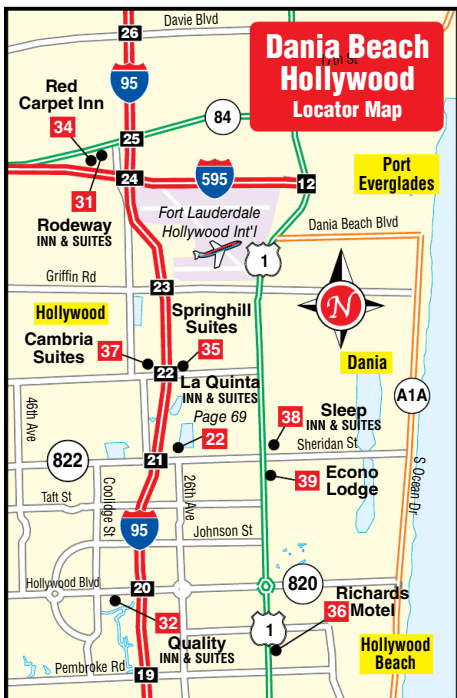 Davie Blvd
26
17th St
Dania Beach
Hollywood
Locator Map
95
Red
Carpet Inn
34
84
25
24
595
12
Port
Everglades
31
Rodeway
INN & SUITES
Fort Lauderdale
Hollywood Int'l
Dania Beach Blvd
1
Griffin Rd
23
N
Hollywood
Springhill
Suites
Cambria
Suites
37
35
22
Dania
La Quinta
INN & SUITES
Page 69
22
A1A
46th Ave
38
Sleep
INN & SUITES
Sheridan St
822
21
39
Econo
Lodge
S Ocean Dr
Taft St
Coolidge St
26th Ave
95
Johnson St
Hollywood Blvd
20
820
Richards
Motel
36
32
Quality
INN & SUITES
1
Hollywood
Beach
Pembroke Rd
19